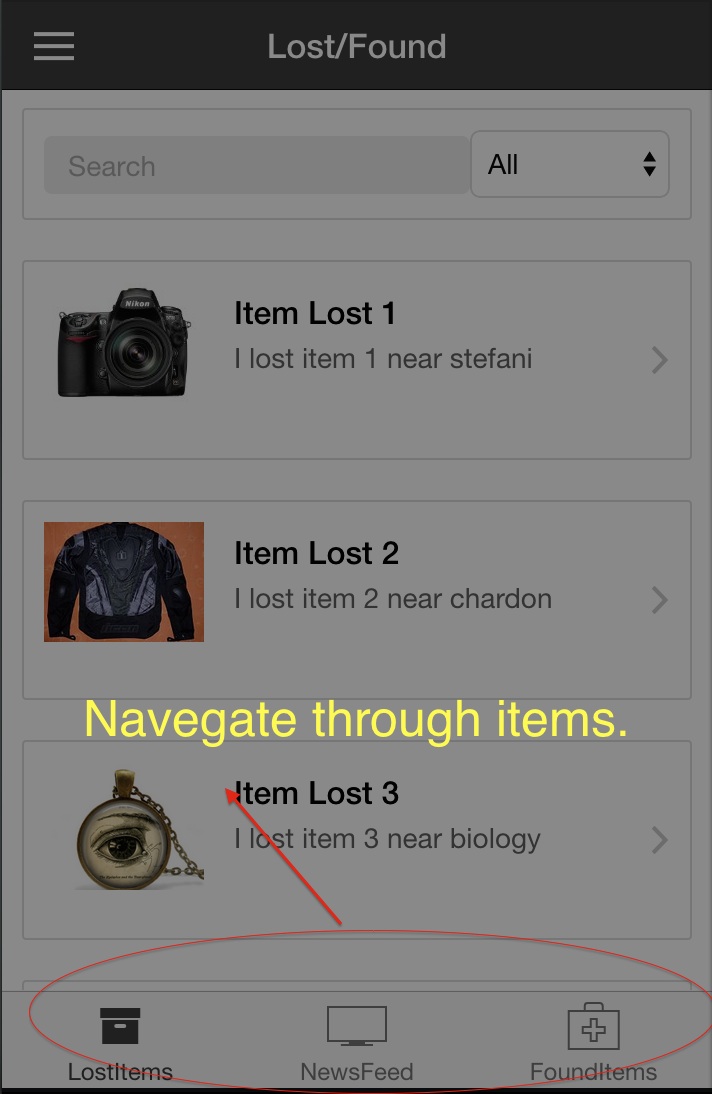 Lost/Found
Search
All
Nikon
Item Lost 1
I lost item 1 near stefani
Item Lost 2
I lost item 2 near chardon
Navegate through items.
Item Lost 3
I lost item 3 near biology
LostItems
NewsFeed
FoundItems